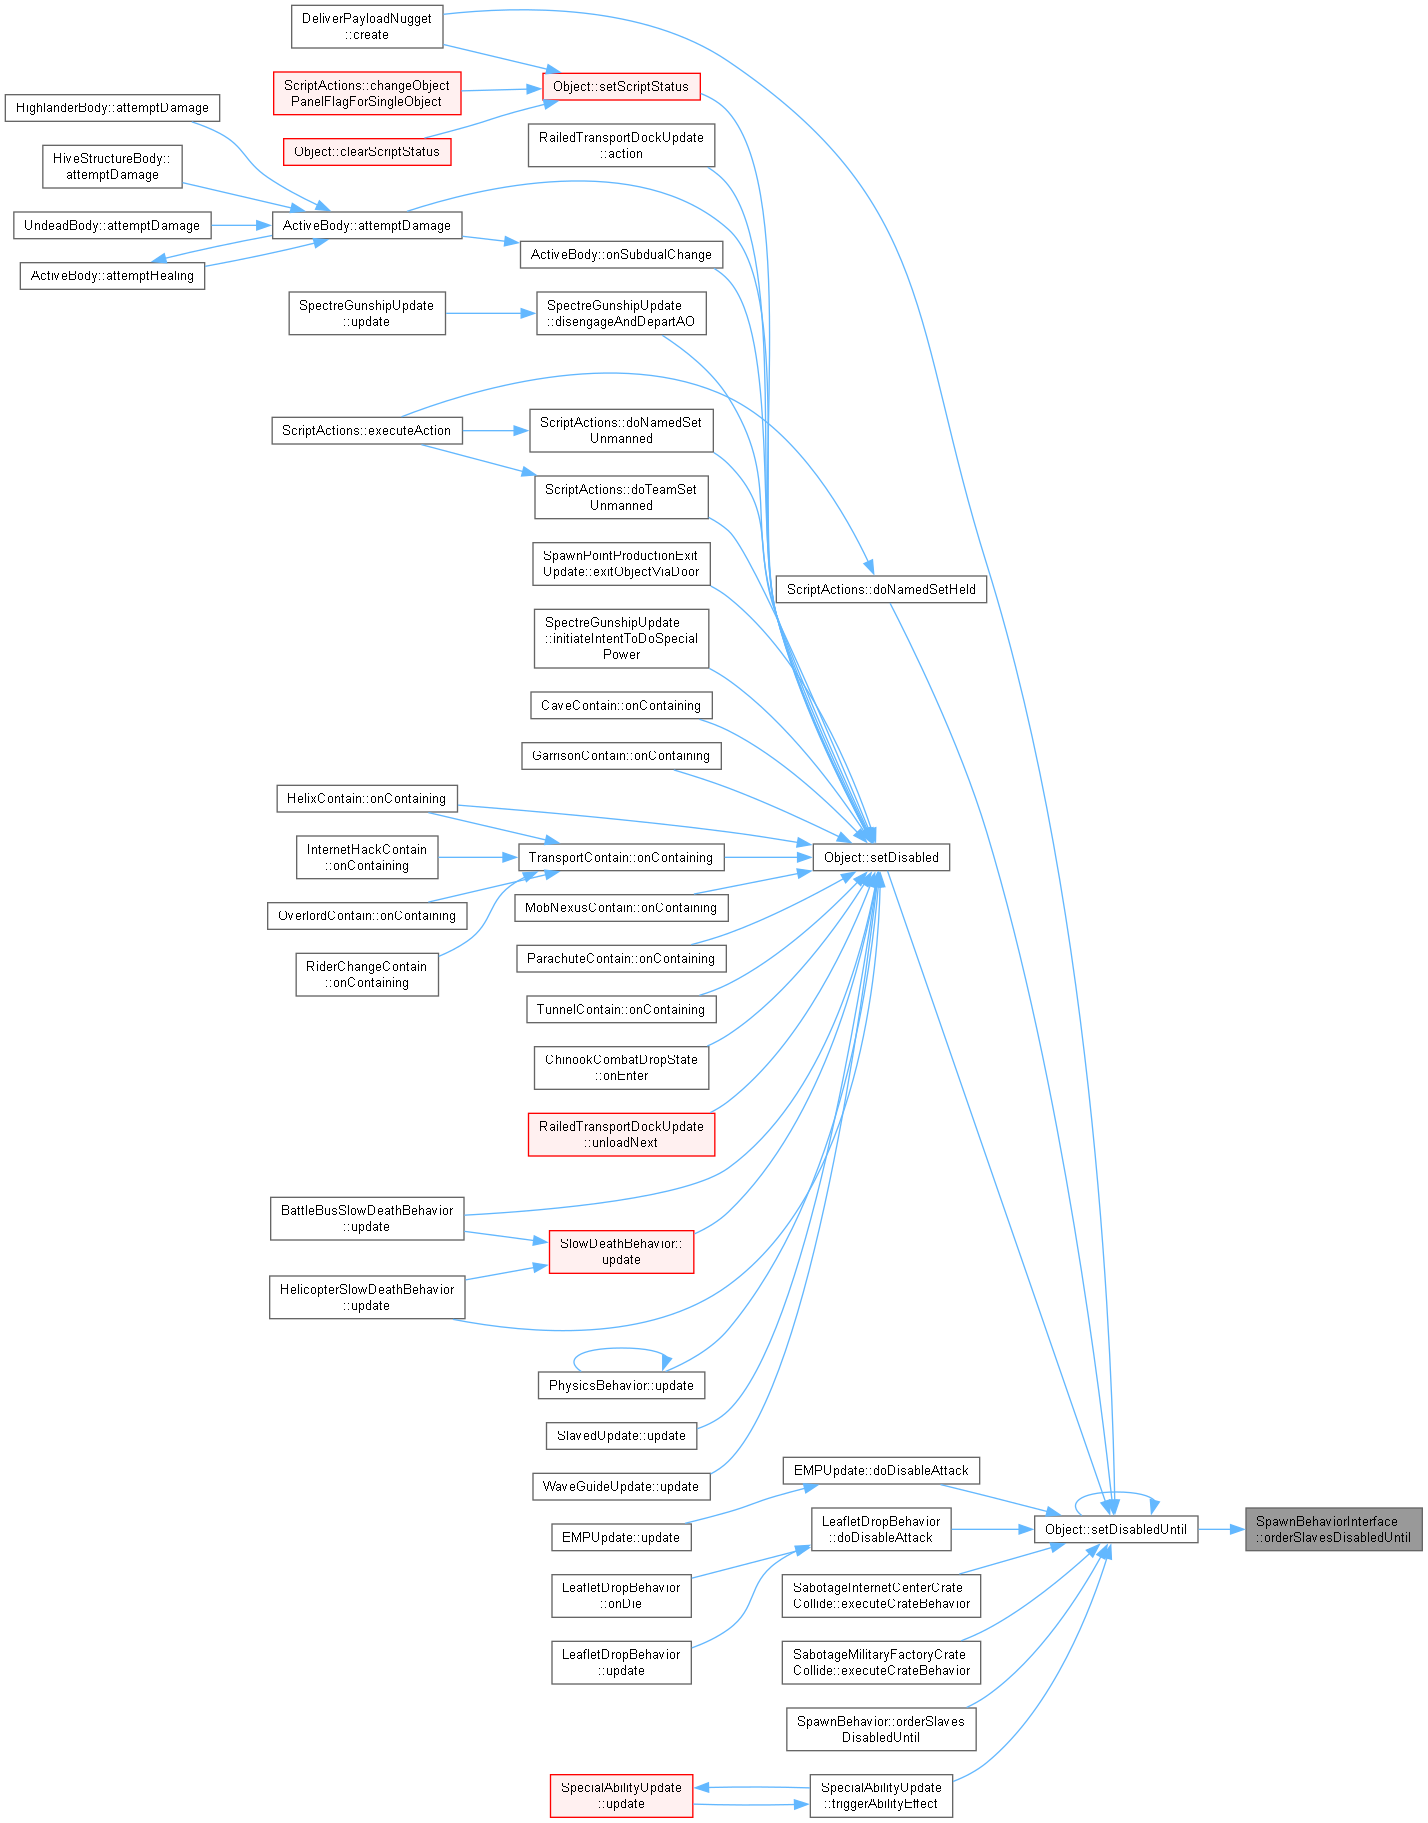 DeliverPayloadNugget
::create
ScriptActions::changeObject
PanelFlagForSingleObject
Object::setScriptStatus
HighlanderBody::attemptDamage
Object::clearScriptStatus
RailedTransportDockUpdate
::action
HiveStructureBody::
attemptDamage
UndeadBody::attemptDamage
ActiveBody::attemptDamage
ActiveBody::onSubdualChange
ActiveBody::attemptHealing
SpectreGunshipUpdate
::update
SpectreGunshipUpdate
::disengageAndDepartAO
ScriptActions::executeAction
ScriptActions::doNamedSet
Unmanned
ScriptActions::doTeamSet
Unmanned
SpawnPointProductionExit
Update::exitObjectViaDoor
ScriptActions::doNamedSetHeld
SpectreGunshipUpdate
::initiateIntentToDoSpecial
Power
CaveContain::onContaining
GarrisonContain::onContaining
HelixContain::onContaining
InternetHackContain
::onContaining
TransportContain::onContaining
Object::setDisabled
OverlordContain::onContaining
MobNexusContain::onContaining
RiderChangeContain
::onContaining
ParachuteContain::onContaining
TunnelContain::onContaining
ChinookCombatDropState
::onEnter
RailedTransportDockUpdate
::unloadNext
BattleBusSlowDeathBehavior
::update
SlowDeathBehavior::
update
HelicopterSlowDeathBehavior
::update
PhysicsBehavior::update
SlavedUpdate::update
WaveGuideUpdate::update
EMPUpdate::doDisableAttack
EMPUpdate::update
LeafletDropBehavior
::doDisableAttack
Object::setDisabledUntil
SpawnBehaviorInterface
::orderSlavesDisabledUntil
LeafletDropBehavior
::onDie
SabotageInternetCenterCrate
Collide::executeCrateBehavior
LeafletDropBehavior
::update
SabotageMilitaryFactoryCrate
Collide::executeCrateBehavior
SpawnBehavior::orderSlaves
DisabledUntil
SpecialAbilityUpdate
::update
SpecialAbilityUpdate
::triggerAbilityEffect